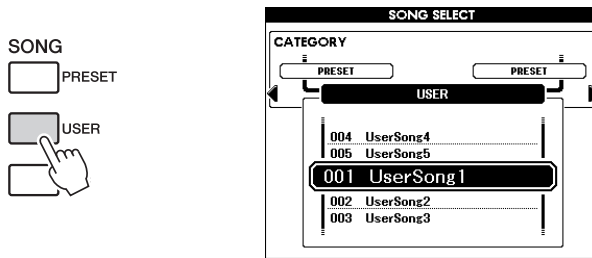 SONG
PRESET
USER
SONG SELECT
CATEGORY
PRESET PRESET
USER
004 UserSong4
005 UserSong5
001 UserSong1
002 UserSong2
003 UserSong3